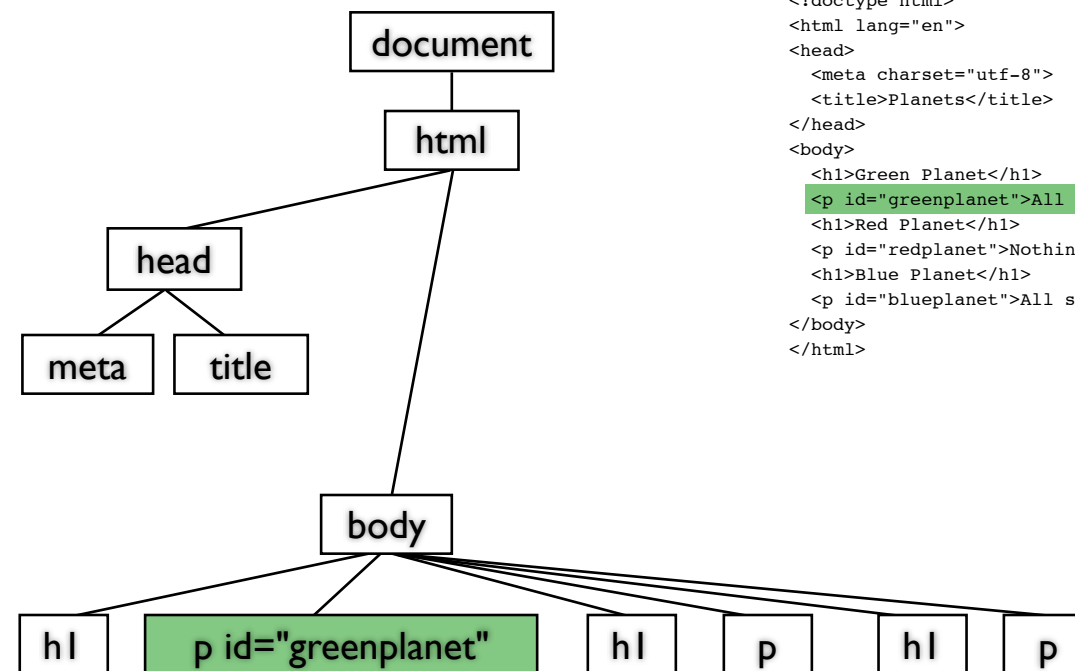 document
html
head
meta
title
body
h1
p id="greenplanet"
h1
p
h1
p
<!doctype html>
<html lang="en">
<head>
<meta charset="utf-8">
<title>Planets</title>
</head>
<body>
<h1>Green Planet</h1>
<p id="greenplanet">All
<h1>Red Planet</h1>
<p id="redplanet">Nothin
<h1>Blue Planet</h1>
<p id="blueplanet">All s
</body>
</html>